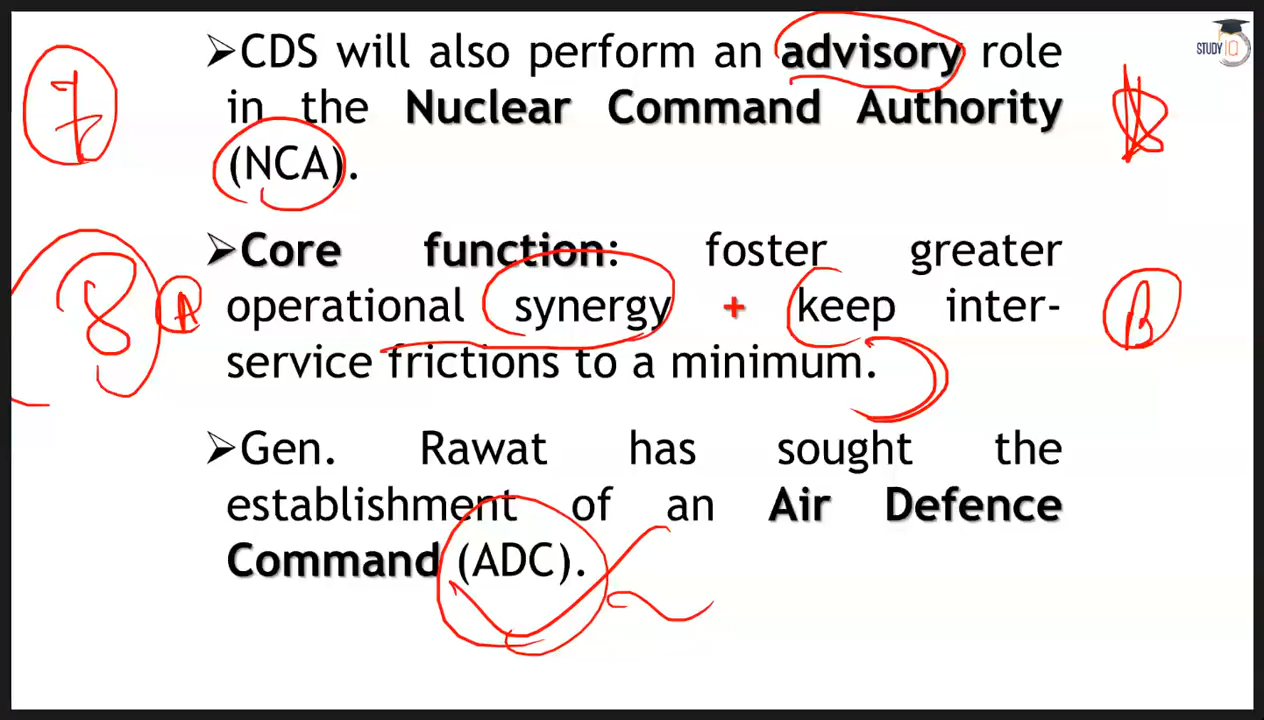 STUDY IQ
➢CDS will also perform an advisory role
in the Nuclear Command Authority
(NCA).
7
➢Core function: foster greater
operational synergy + keep inter-
service frictions to a minimum.
8
A
B
➢Gen. Rawat has sought the
establishment of an Air Defence
Command (ADC).